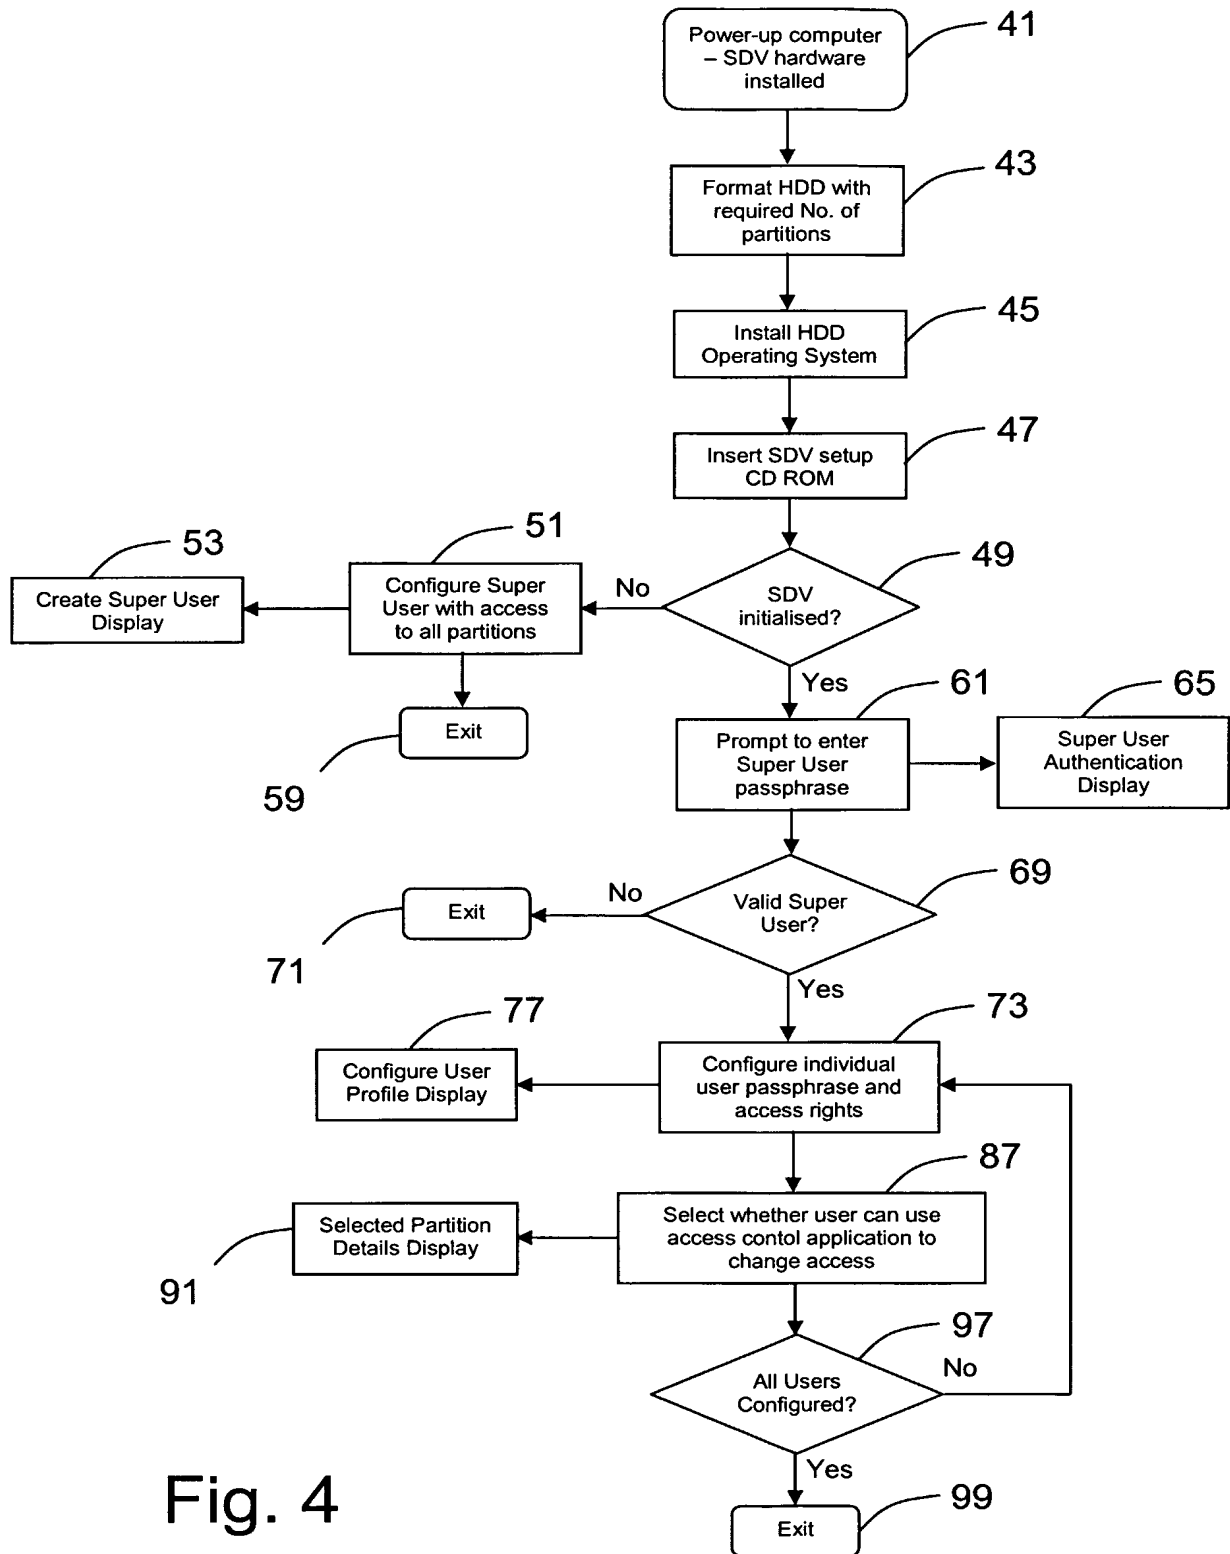 Power-up computer
– SDV hardware
installed
41
Format HDD with
required No. of
partitions
43
Install HDD
Operating System
45
Insert SDV setup
CD ROM
47
SDV
initialised?
49
No
Configure Super
User with access
to all partitions
51
Create Super User
Display
53
Exit
59
Yes
Prompt to enter
Super User
passphrase
61
Super User
Authentication
Display
65
Valid Super
User?
69
No
Exit
71
Yes
Configure individual
user passphrase and
access rights
73
Configure User
Profile Display
77
Select whether user can use
access contol application to
change access
87
Selected Partition
Details Display
91
All Users
Configured?
97
No
Yes
Exit
99
Fig. 4